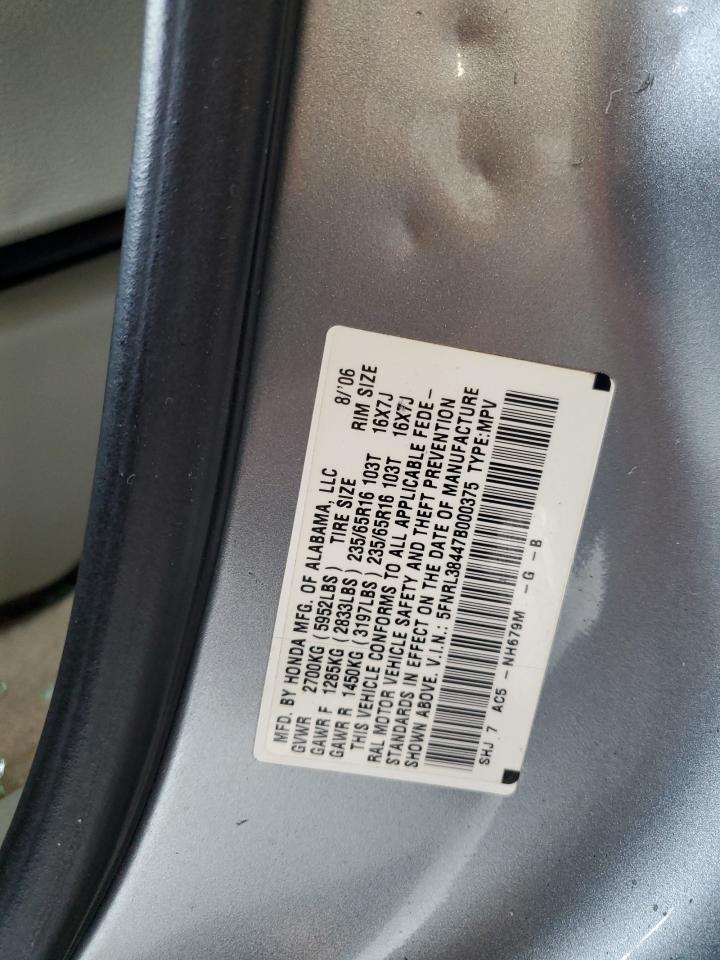 MFD. BY HONDA MFG. OF ALABAMA, LLC 8/'06
GVWR 2700KG (5952LBS) TIRE SIZE RIM SIZE
GAWR F 1285KG (2833LBS) 235/65R16 103T 16X7J
GAWR R 1450KG (3197LBS) 235/65R16 103T 16X7J
THIS VEHICLE CONFORMS TO ALL APPLICABLE FEDE-
RAL MOTOR VEHICLE SAFETY AND THEFT PREVENTION
STANDARDS IN EFFECT ON THE DATE OF MANUFACTURE
SHOWN ABOVE. V.I.N.: 5FNRL38447B000375 TYPE:MPV
SHJ 7 AC5 - NH679M - G - B